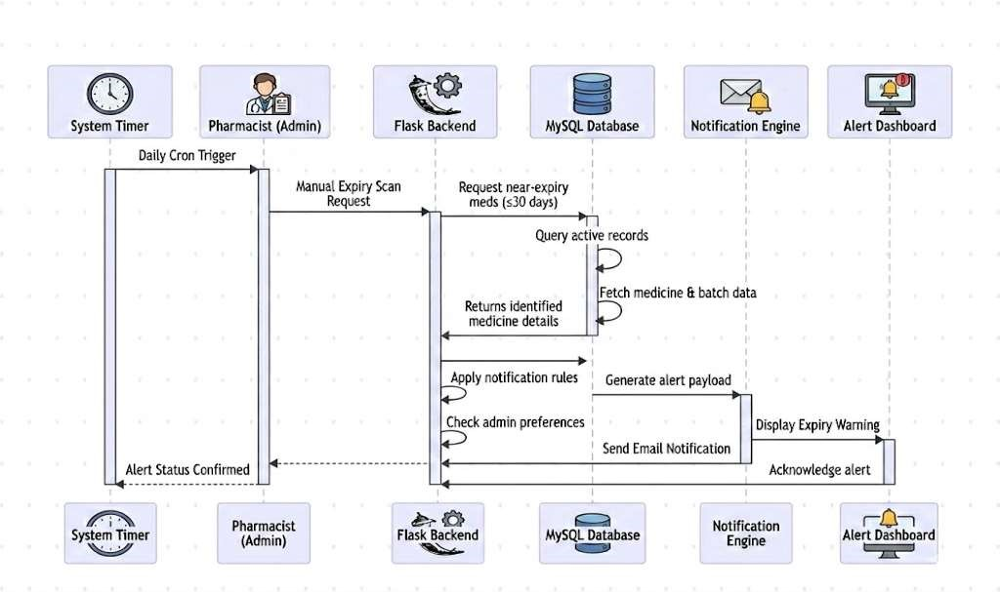 System Timer
Pharmacist (Admin)
Flask Backend
MySQL Database
Notification Engine
Alert Dashboard
Daily Cron Trigger
Manual Expiry Scan
Request
Request near-expiry
meds (≤30 days)
Query active records
Fetch medicine & batch data
Returns identified
medicine details
Apply notification rules
Generate alert payload
Check admin preferences
Display Expiry Warning
Send Email Notification
Alert Status Confirmed
Acknowledge alert
System Timer
Pharmacist
(Admin)
Flask Backend
MySQL Database
Notification
Engine
Alert Dashboard